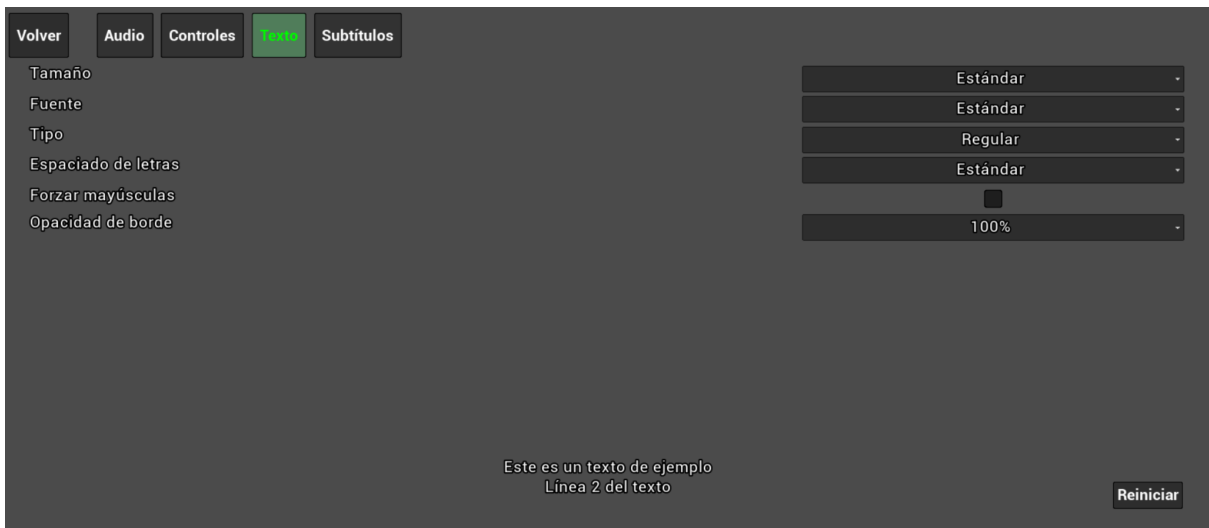 Volver Audio Controles Texto Subtítulos
Tamaño Estándar
Fuente Estándar
Tipo Regular
Espaciado de letras Estándar
Forzar mayúsculas
Opacidad de borde 100%
Este es un texto de ejemplo
Línea 2 del texto
Reiniciar